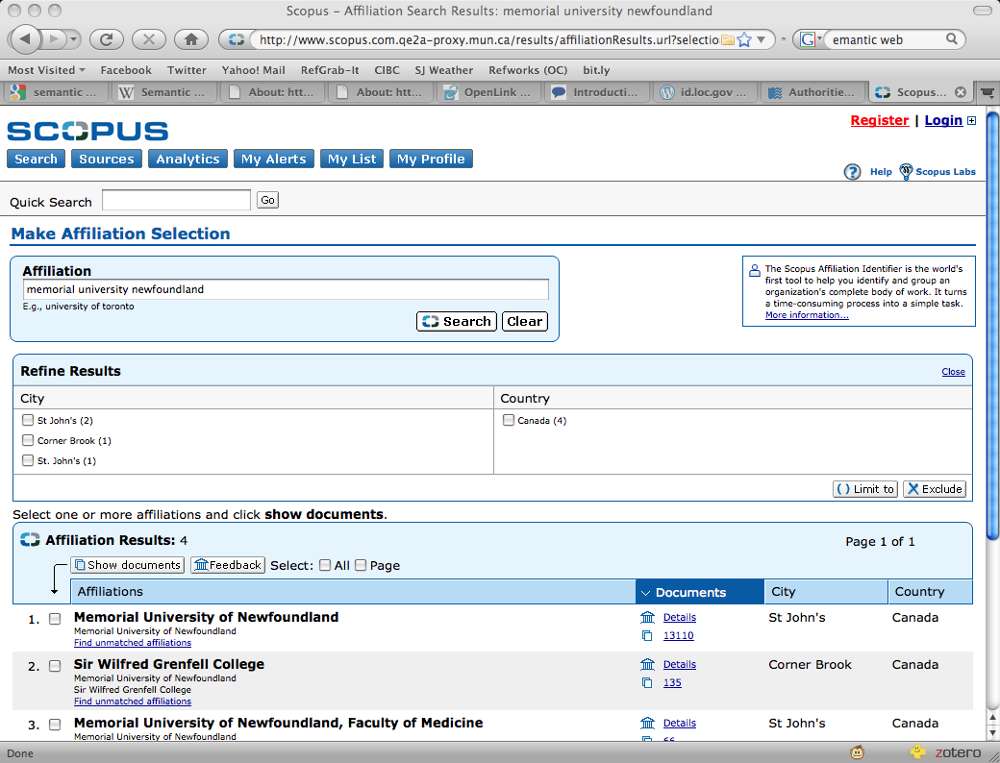 Scopus – Affiliation Search Results: memorial university newfoundland
http://www.scopus.com.qe2a-proxy.mun.ca/results/affiliationResults.url?selectio
emantic web
Most Visited Facebook Twitter Yahoo! Mail RefGrab-It CIBC SJ Weather Refworks (OC) bit.ly
semantic ... Semantic ... About: htt... About: htt... OpenLink ... Introducti... id.loc.gov ... Authoritie... Scopus...
SCOPUS
Register | Login
Search Sources Analytics My Alerts My List My Profile
Help Scopus Labs
Quick Search Go
Make Affiliation Selection
Affiliation
memorial university newfoundland
E.g., university of toronto
Search Clear
The Scopus Affiliation Identifier is the world's
first tool to help you identify and group an
organization's complete body of work. It turns
a time-consuming process into a simple task.
More information...
Refine Results Close
City Country
St John's (2) Canada (4)
Corner Brook (1)
St. John's (1)
Limit to Exclude
Select one or more affiliations and click show documents.
Affiliation Results: 4 Page 1 of 1
Show documents Feedback Select: All Page
Affiliations Documents City Country
1. Memorial University of Newfoundland Details St John's Canada
Memorial University of Newfoundland
Find unmatched affiliations 13110
2. Sir Wilfred Grenfell College Details Corner Brook Canada
Memorial University of Newfoundland 135
Sir Wilfred Grenfell College
Find unmatched affiliations
3. Memorial University of Newfoundland, Faculty of Medicine Details St John's Canada
Memorial University of Newfoundland
Done zotero